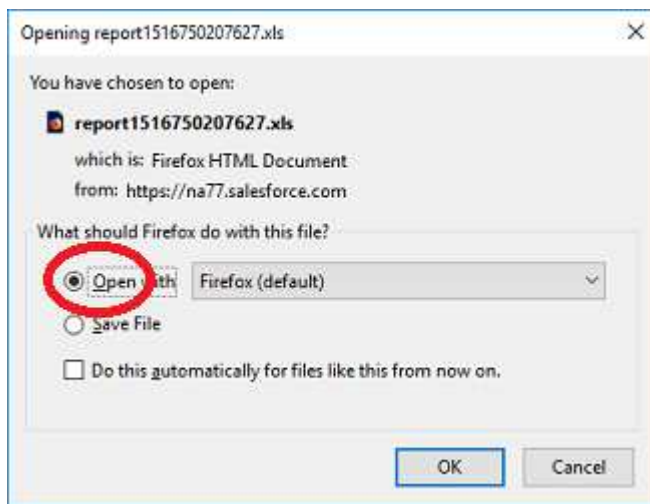 Opening report1516750207627.xls
You have chosen to open:
report1516750207627.xls
which is: Firefox HTML Document
from: https://na77.salesforce.com
What should Firefox do with this file?
Open with Firefox (default)
Save File
Do this automatically for files like this from now on.
OK Cancel